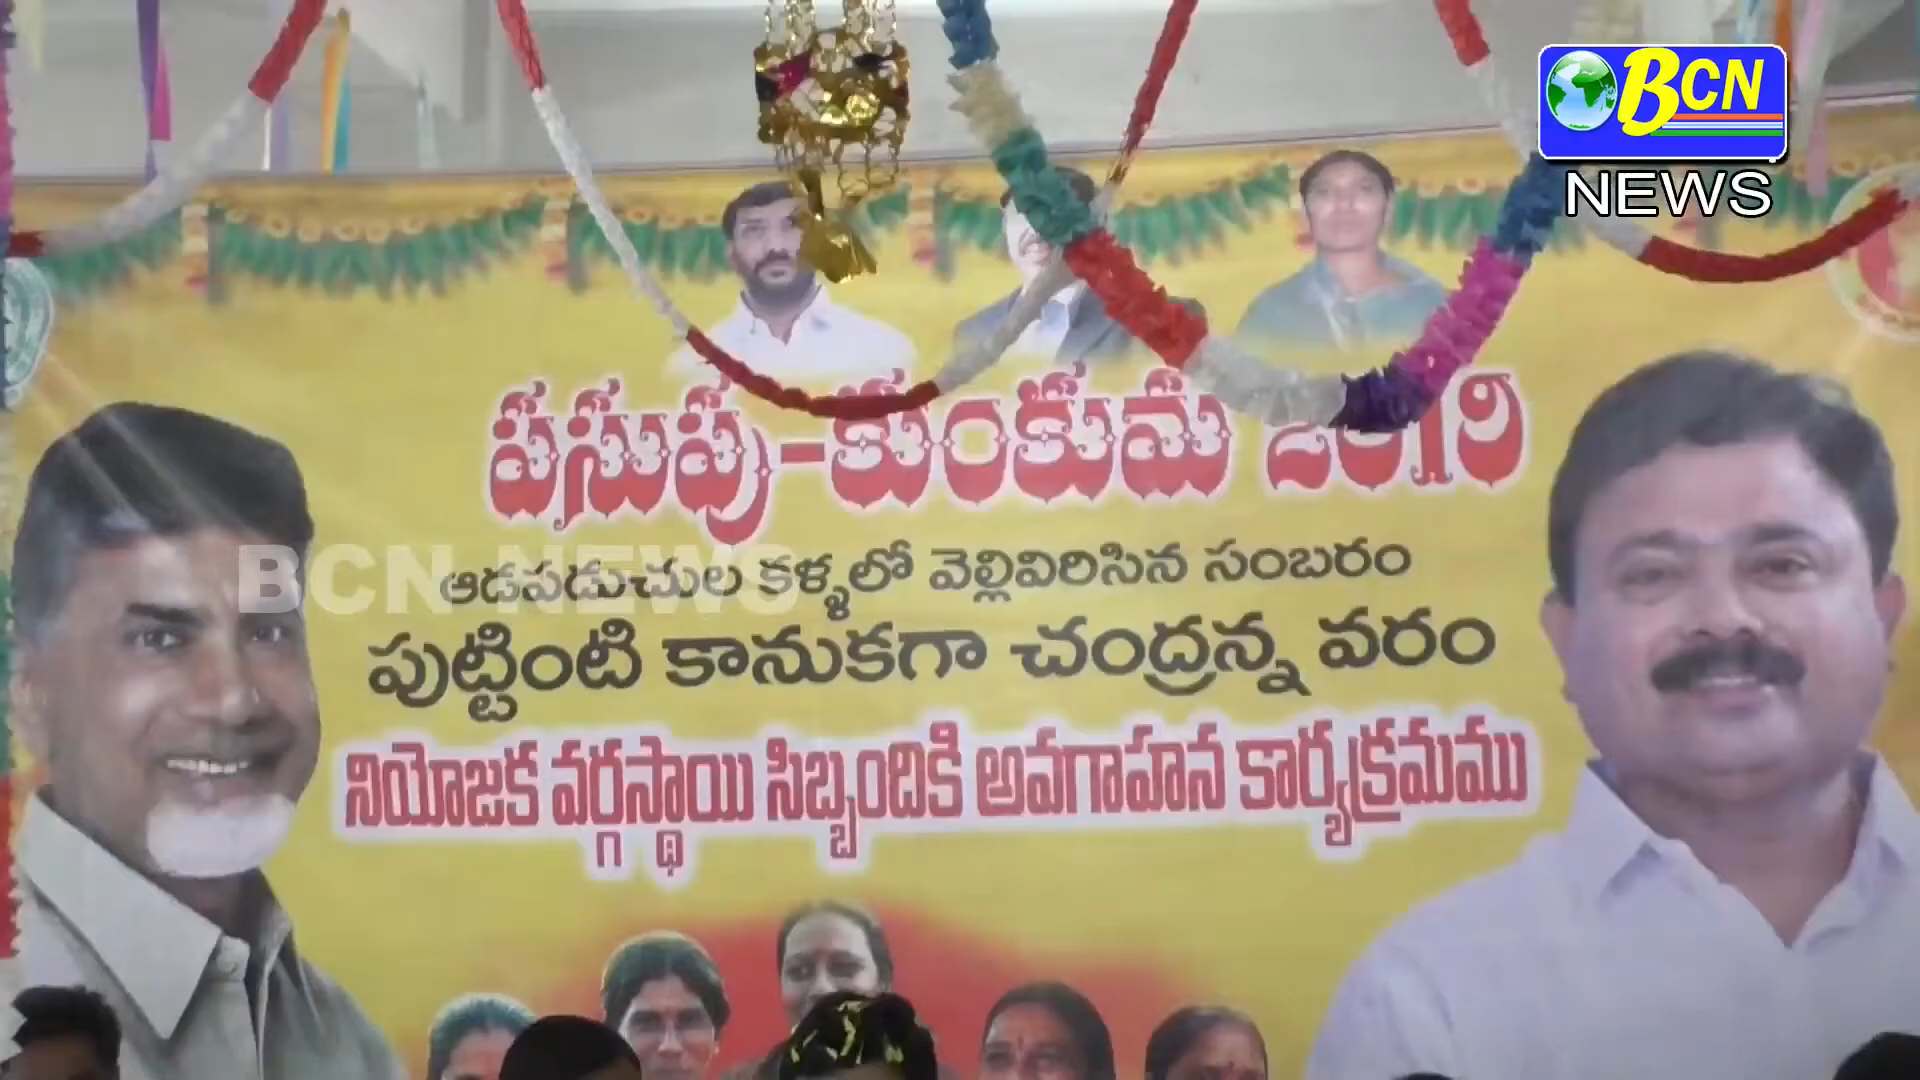 BCN
NEWS
పసుపు-కుంకుమ
BCN NEWS
ఆడపడుచుల కళ్ళలో వెల్లివిరిసిన సంబరం
పుట్టింటి కానుకగా చంద్రన్న వరం
నియోజక వర్గస్థాయి సిబ్బందికి అవగాహన కార్యక్రమము